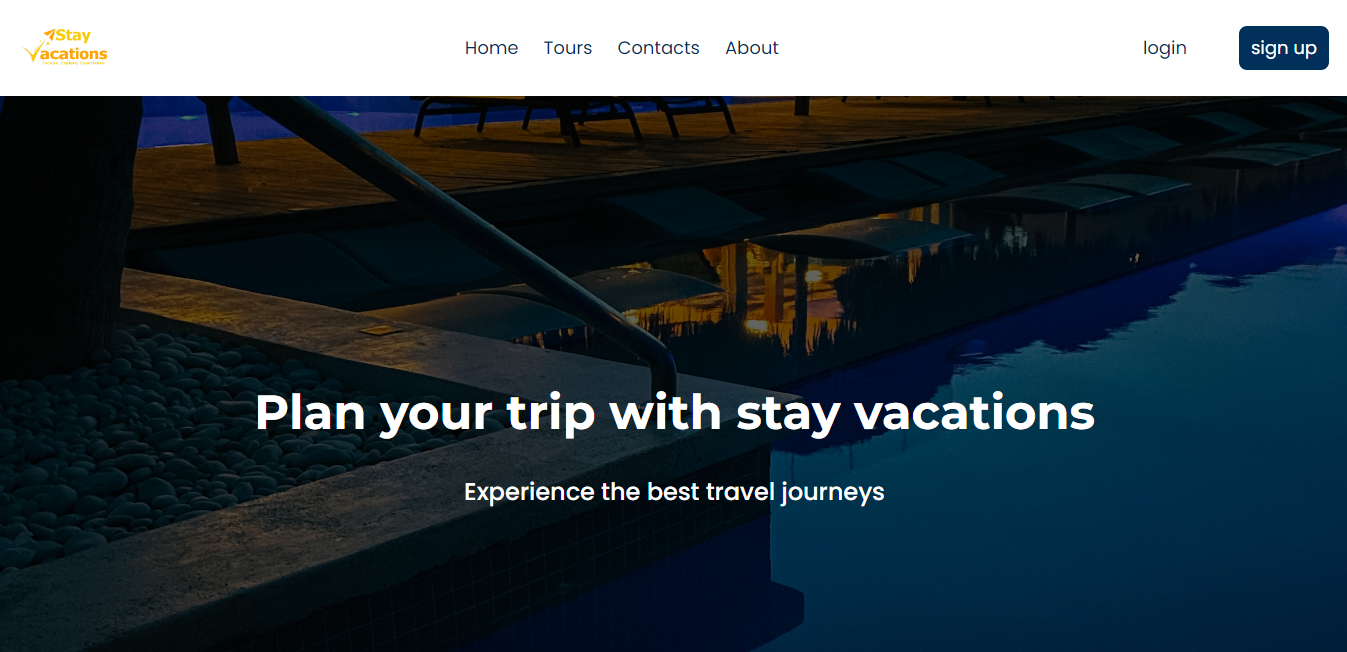 Stay
Vacations
Home Tours Contacts About
login
sign up
Plan your trip with stay vacations
Experience the best travel journeys